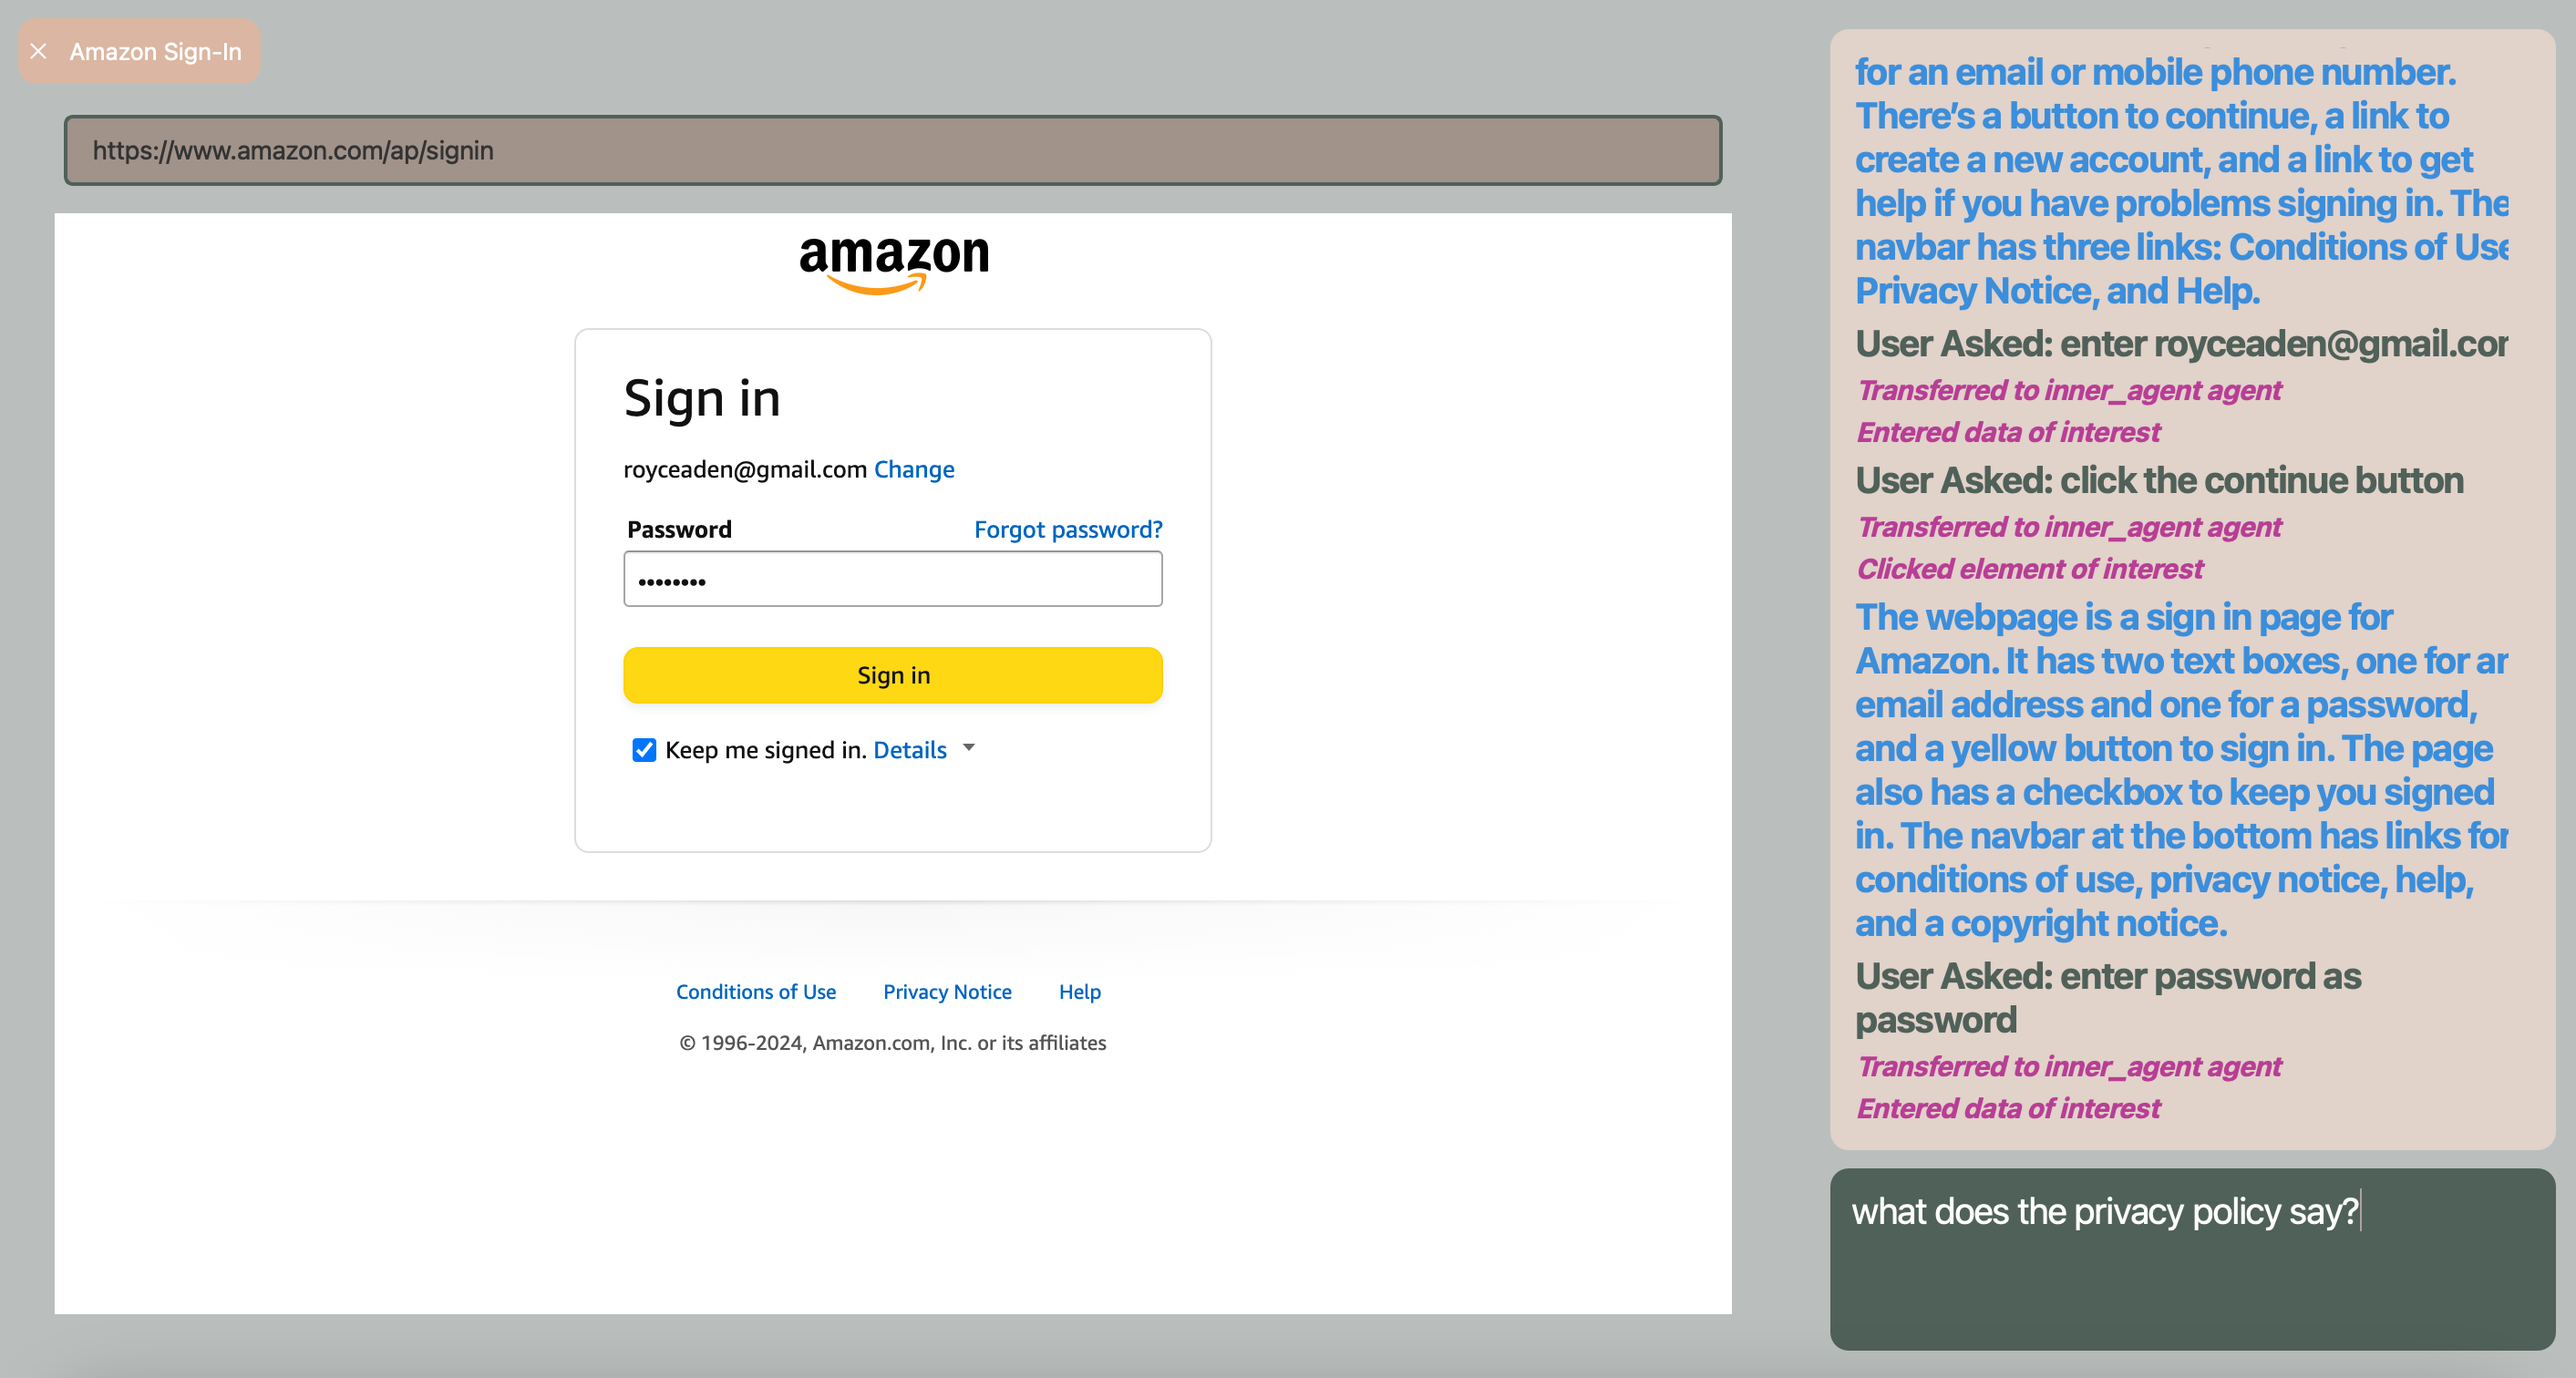 Amazon Sign-In
https://www.amazon.com/ap/signin
amazon
Sign in
royceaden@gmail.com Change
Password Forgot password?
••••••••
Sign in
Keep me signed in. Details
Conditions of Use Privacy Notice Help
© 1996-2024, Amazon.com, Inc. or its affiliates
for an email or mobile phone number.
There’s a button to continue, a link to
create a new account, and a link to get
help if you have problems signing in. The
navbar has three links: Conditions of Use
Privacy Notice, and Help.
User Asked: enter royceaden@gmail.cor
Transferred to inner_agent agent
Entered data of interest
User Asked: click the continue button
Transferred to inner_agent agent
Clicked element of interest
The webpage is a sign in page for
Amazon. It has two text boxes, one for an
email address and one for a password,
and a yellow button to sign in. The page
also has a checkbox to keep you signed
in. The navbar at the bottom has links for
conditions of use, privacy notice, help,
and a copyright notice.
User Asked: enter password as
password
Transferred to inner_agent agent
Entered data of interest
what does the privacy policy say?